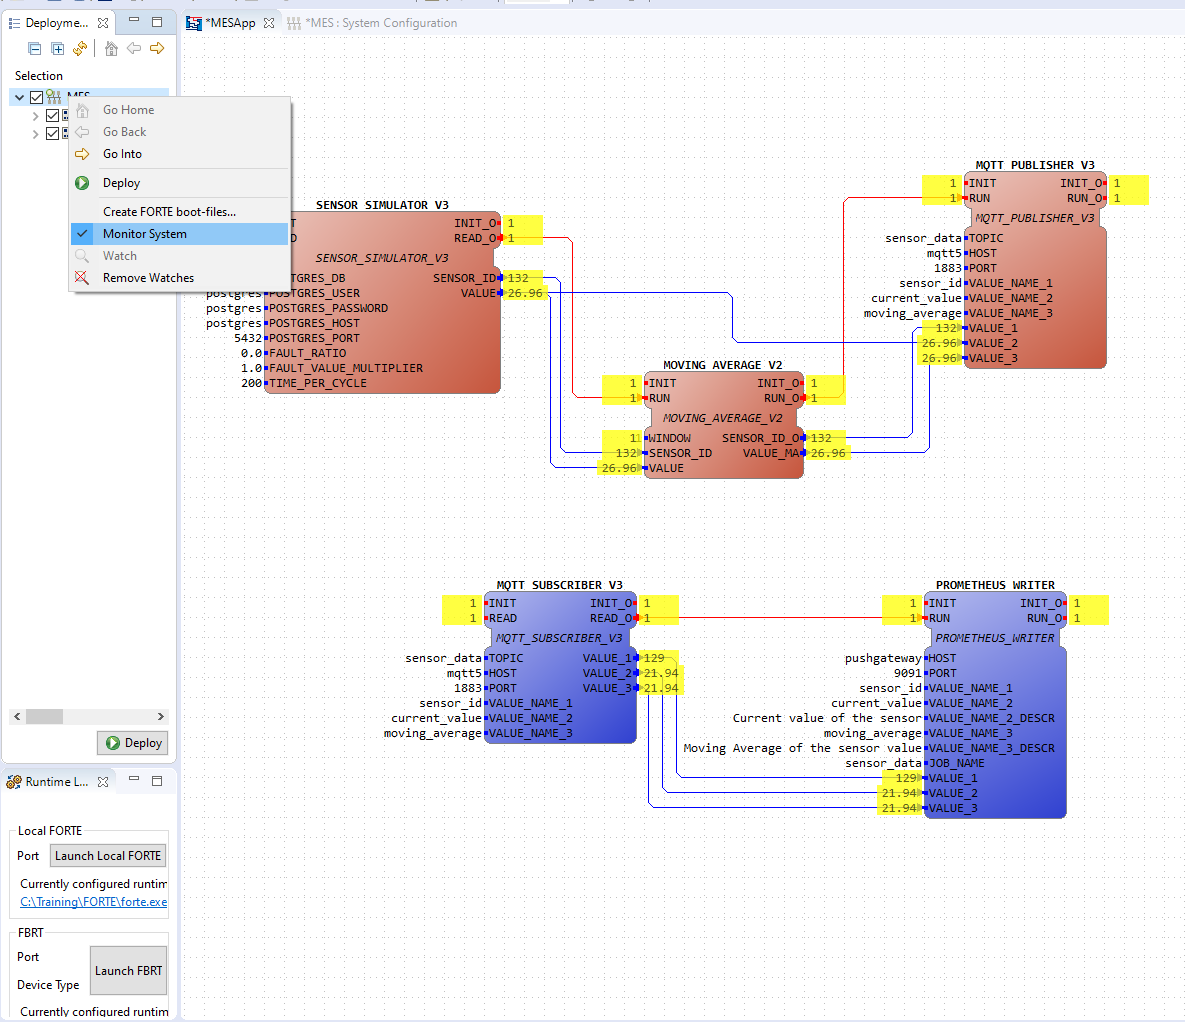 Deployme...
*MESApp
*MES : System Configuration
Selection
MES
Go Home
Go Back
Go Into
Deploy
Create FORTE boot-files...
Monitor System
Watch
Remove Watches
Deploy
Runtime L...
Local FORTE
Port
Launch Local FORTE
Currently configured runtim
C:\Training\FORTE\forte.exe
FBRT
Port
Launch FBRT
Device Type
Currently configured runtim
SENSOR_SIMULATOR_V3
T INIT_O 1
D READ_O 1
SENSOR_SIMULATOR_V3
TGRES_DB SENSOR_ID 132
postgres POSTGRES_USER VALUE 26.96
postgres POSTGRES_PASSWORD
postgres POSTGRES_HOST
5432 POSTGRES_PORT
0.0 FAULT_RATIO
1.0 FAULT_VALUE_MULTIPLIER
200 TIME_PER_CYCLE
MOVING_AVERAGE_V2
1 INIT INIT_O 1
1 RUN RUN_O 1
MOVING_AVERAGE_V2
11 WINDOW SENSOR_ID_O 132
132 SENSOR_ID VALUE_MA 26.96
26.96 VALUE
MQTT_PUBLISHER_V3
1 INIT INIT_O 1
1 RUN RUN_O 1
MQTT_PUBLISHER_V3
sensor_data TOPIC
mqtt5 HOST
1883 PORT
sensor_id VALUE_NAME_1
current_value VALUE_NAME_2
moving_average VALUE_NAME_3
132 VALUE_1
26.96 VALUE_2
26.96 VALUE_3
MQTT_SUBSCRIBER_V3
1 INIT INIT_O 1
1 READ READ_O 1
MQTT_SUBSCRIBER_V3
sensor_data TOPIC VALUE_1 129
mqtt5 HOST VALUE_2 21.94
1883 PORT VALUE_3 21.94
sensor_id VALUE_NAME_1
current_value VALUE_NAME_2
moving_average VALUE_NAME_3
PROMETHEUS_WRITER
1 INIT INIT_O 1
1 RUN RUN_O 1
PROMETHEUS_WRITER
pushgateway HOST
9091 PORT
sensor_id VALUE_NAME_1
current_value VALUE_NAME_2
Current value of the sensor VALUE_NAME_2_DESCR
moving_average VALUE_NAME_3
Moving Average of the sensor value VALUE_NAME_3_DESCR
sensor_data JOB_NAME
129 VALUE_1
21.94 VALUE_2
21.94 VALUE_3